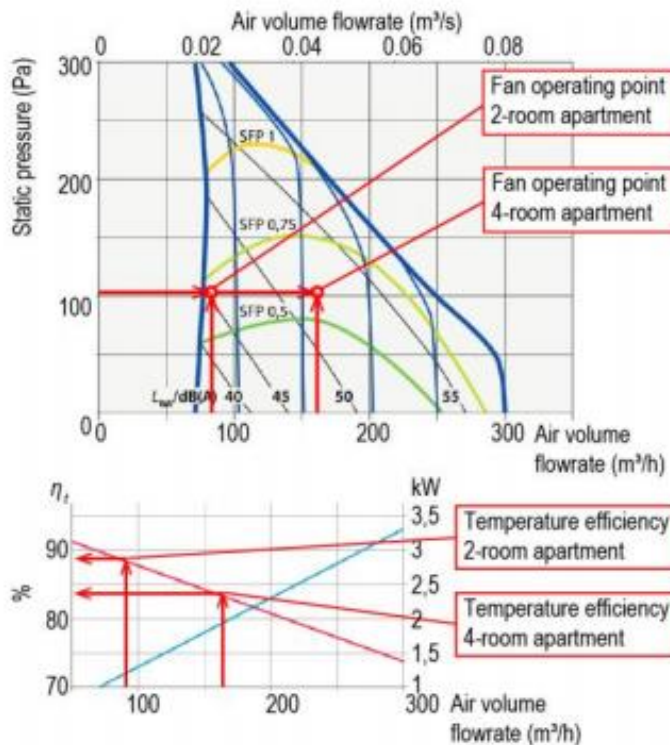 Air volume flowrate (m³/s)
0 0.02 0.04 0.06 0.08
Static pressure (Pa)
300
200
100
0
SFP 1
SFP 0,75
SFP 0,5
/dB(A) 40 45 50 55
Fan operating point
2-room apartment
Fan operating point
4-room apartment
0 100 200 300 Air volume
flowrate (m³/h)
ηt
%
90
80
70
kW
3,5
3
2,5
2
1,5
1
Temperature efficiency
2-room apartment
Temperature efficiency
4-room apartment
100 200 300 Air volume
flowrate (m³/h)